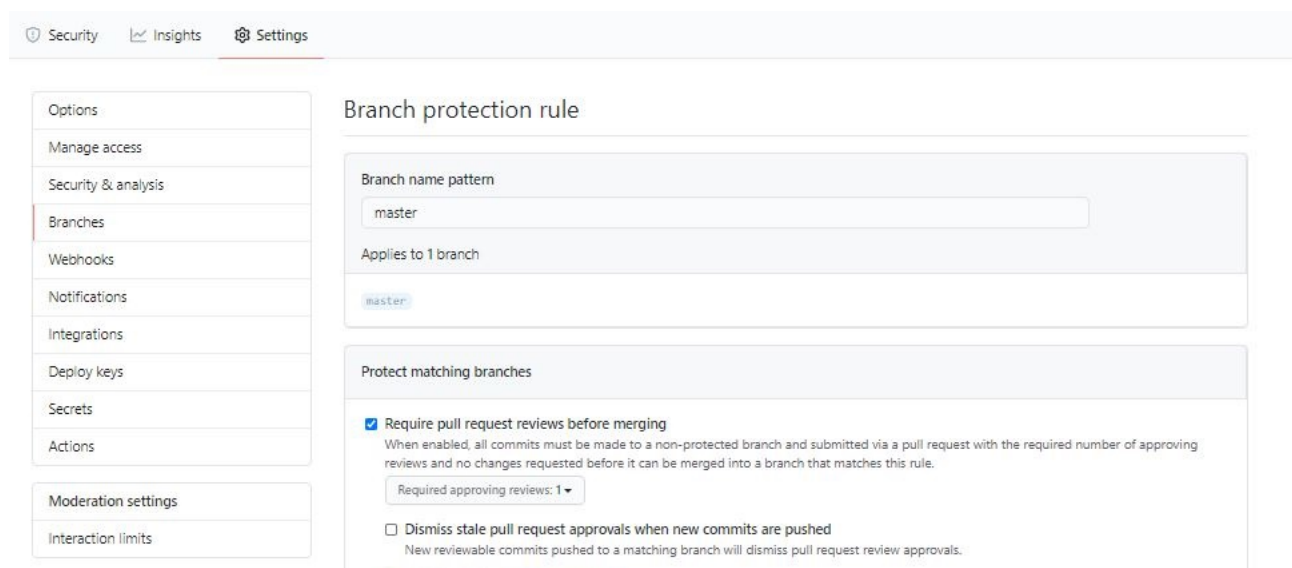 Security Insights Settings
Options
Manage access
Security & analysis
Branches
Webhooks
Notifications
Integrations
Deploy keys
Secrets
Actions
Moderation settings
Interaction limits
Branch protection rule
Branch name pattern
master
Applies to 1 branch
master
Protect matching branches
Require pull request reviews before merging
When enabled, all commits must be made to a non-protected branch and submitted via a pull request with the required number of approving
reviews and no changes requested before it can be merged into a branch that matches this rule.
Required approving reviews: 1
Dismiss stale pull request approvals when new commits are pushed
New reviewable commits pushed to a matching branch will dismiss pull request review approvals.